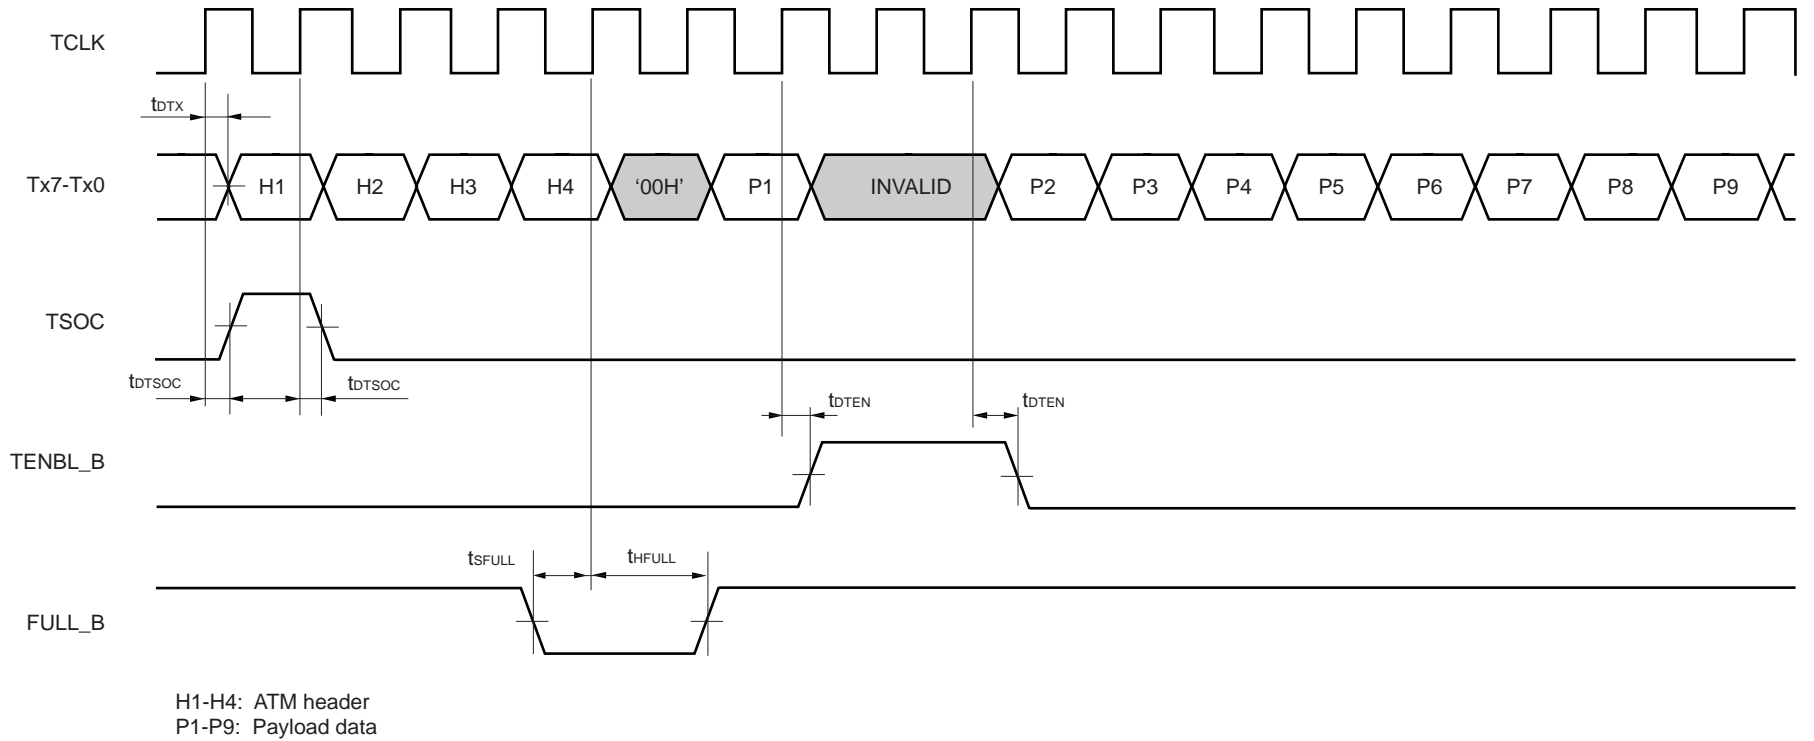 TCLK
tDTX
Tx7-Tx0 H1 H2 H3 H4 ‘00H’ P1 INVALID P2 P3 P4 P5 P6 P7 P8 P9
TSOC
tDTSOC tDTSOC
tDTEN tDTEN
TENBL_B
tSFULL tHFULL
FULL_B
H1-H4: ATM header
P1-P9: Payload data